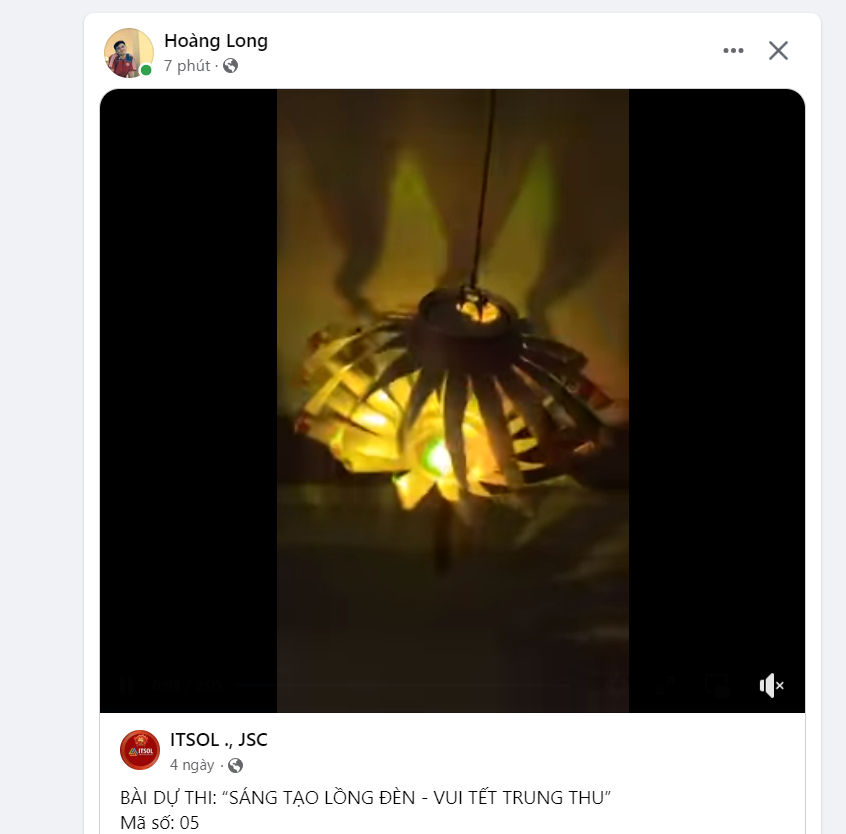 Hoàng Long
7 phút ·
ITSOL ., JSC
4 ngày ·
BÀI DỰ THI: “SÁNG TẠO LỒNG ĐÈN - VUI TẾT TRUNG THU”
Mã số: 05
ITSOL